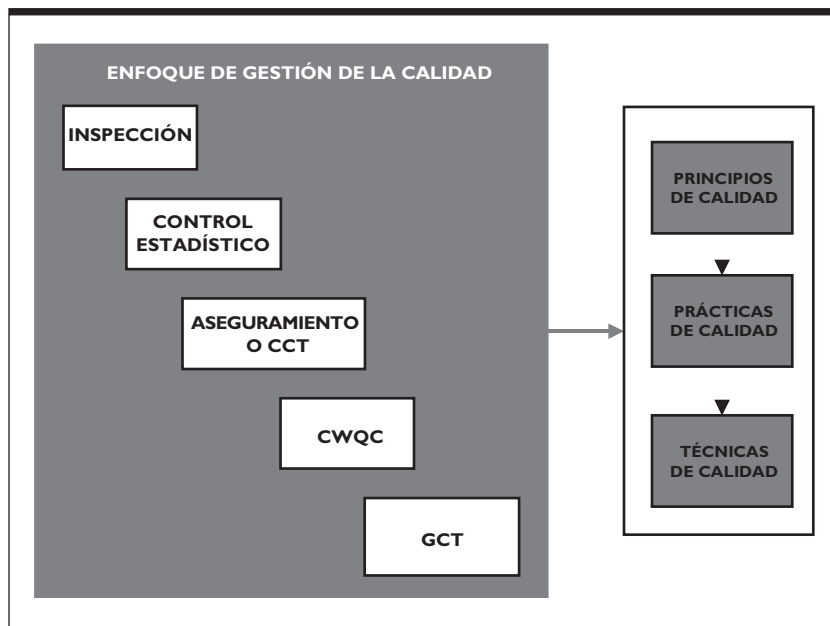 ENFOQUE DE GESTIÓN DE LA CALIDAD
INSPECCIÓN
CONTROL
ESTADÍSTICO
ASEGURAMIENTO
O CCT
CWQC
GCT
PRINCIPIOS
DE CALIDAD
PRÁCTICAS
DE CALIDAD
TÉCNICAS
DE CALIDAD